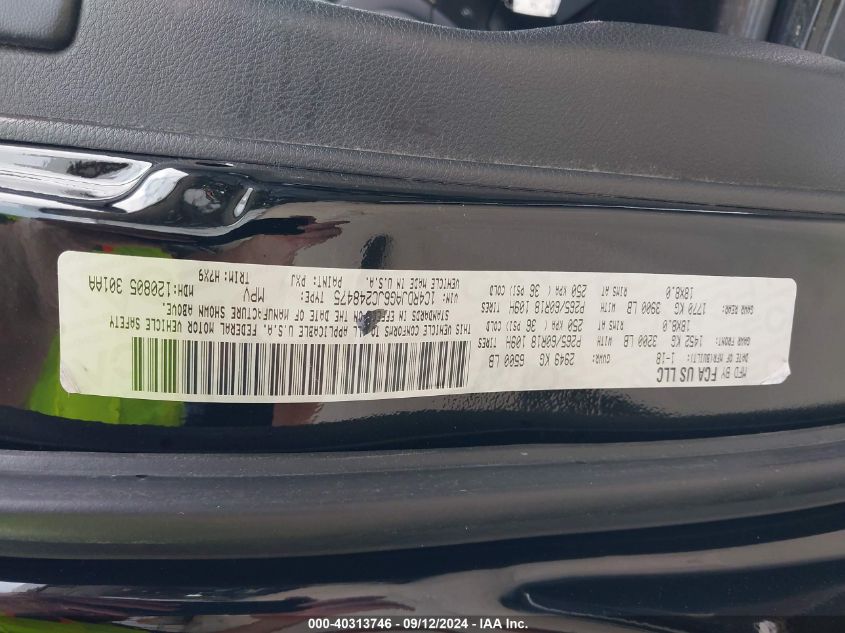 MFD BY FCA US LLC
DATE OF MFR(BUILT): 1-18
GVWR: 2949 KG 6500 LB
GAWR FRONT: 1452 KG 3200 LB WITH P265/60R18 109H TIRES
18X8.0 RIMS AT 250 KPA ( 36 PSI) COLD
GAWR REAR: 1770 KG 3900 LB WITH P265/60R18 109H TIRES
18X8.0 RIMS AT 250 KPA ( 36 PSI) COLD
THIS VEHICLE CONFORMS TO ALL APPLICABLE U.S.A. FEDERAL MOTOR VEHICLE SAFETY
STANDARDS IN EFFECT ON THE DATE OF MANUFACTURE SHOWN ABOVE.
VIN: 1C4RDJAG6JC248475 TYPE: MPV MDH:120805 301AA
VEHICLE MADE IN U.S.A. PAINT: PXJ TRIM: H7X9
000-40313746 - 09/12/2024 - © IAA Inc.